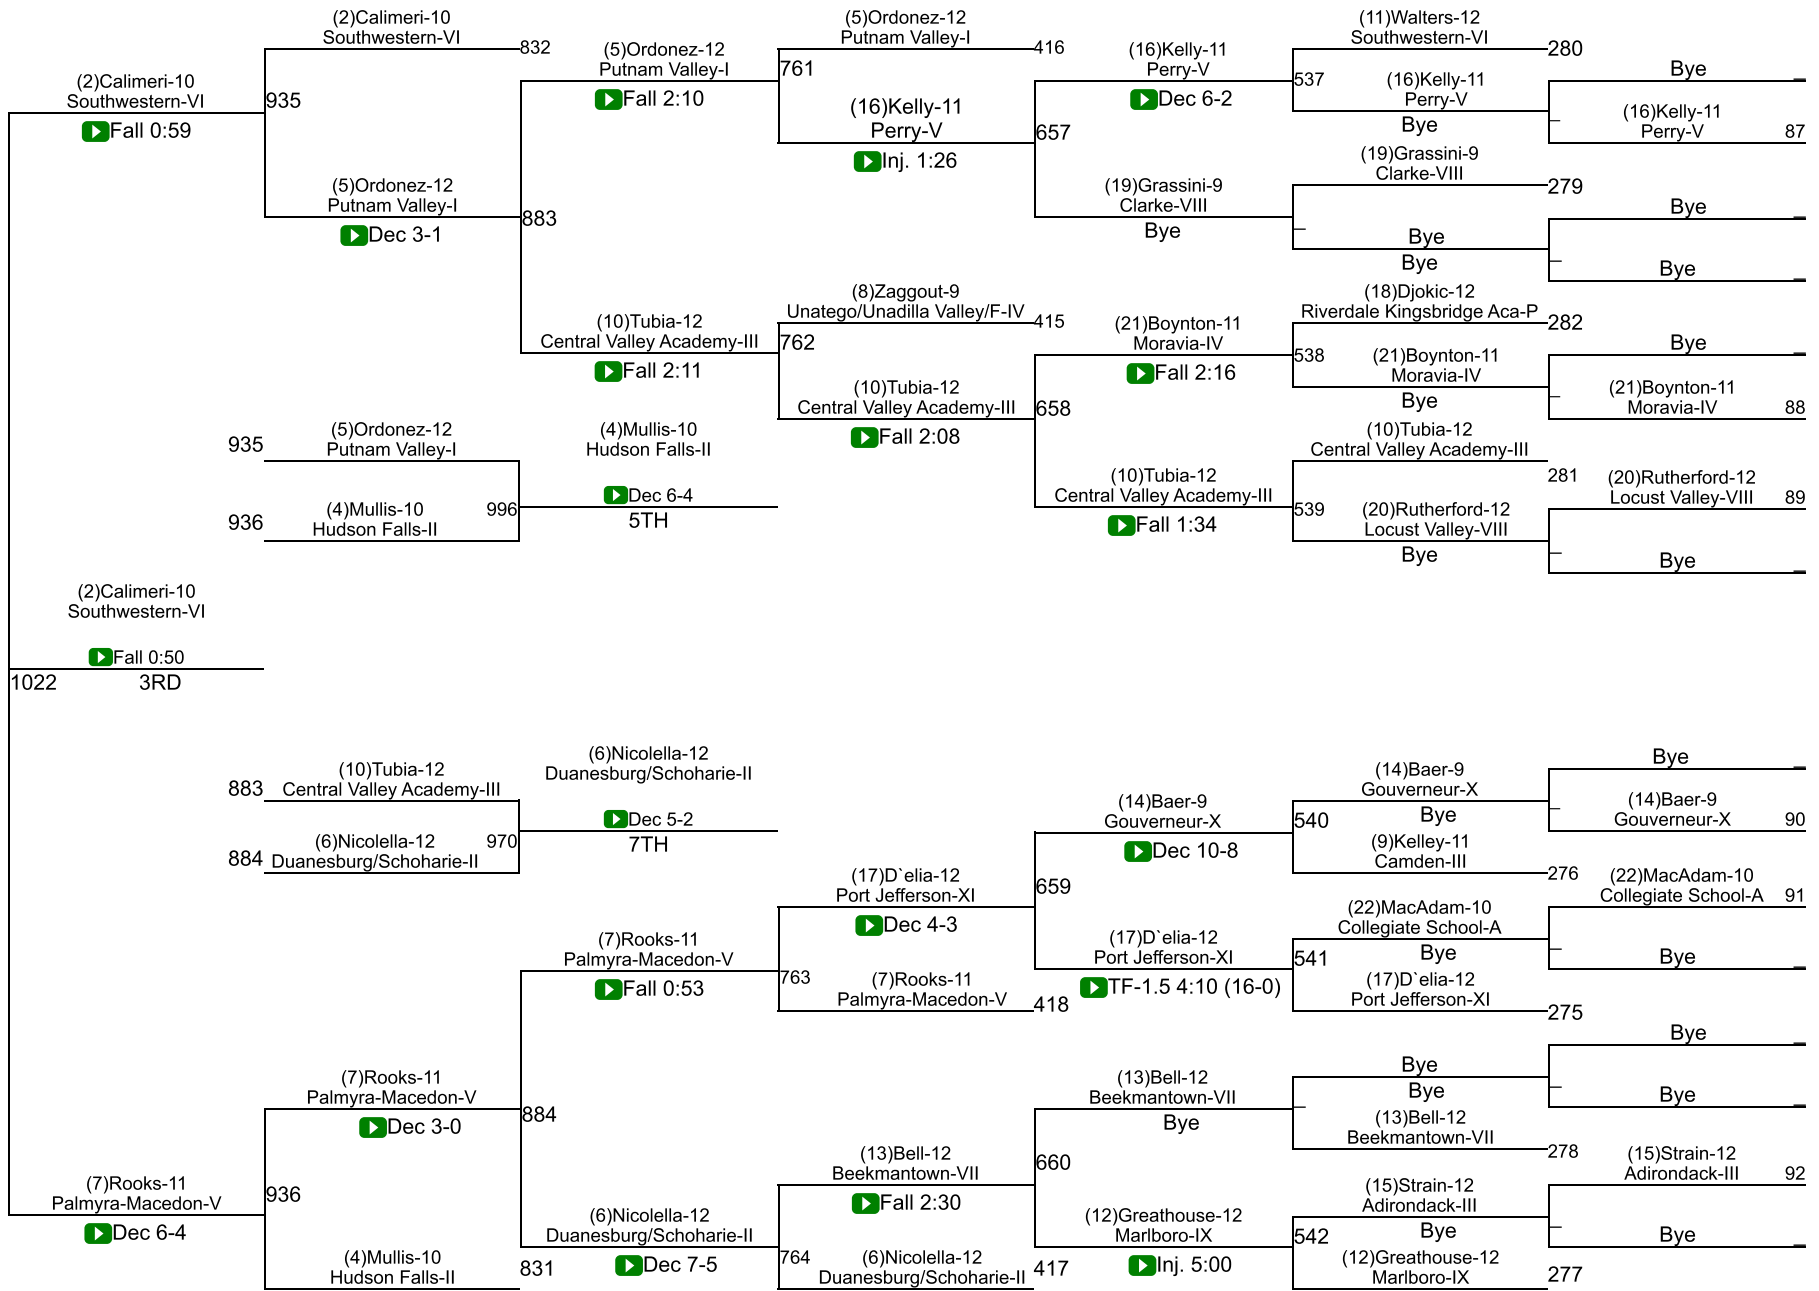 (2)Calimeri-10
Southwestern-VI
Fall 0:59
(2)Calimeri-10
Southwestern-VI
832
935
(5)Ordonez-12
Putnam Valley-I
Dec 3-1
(5)Ordonez-12
Putnam Valley-I
Fall 2:10
883
(10)Tubia-12
Central Valley Academy-III
Fall 2:11
(5)Ordonez-12
Putnam Valley-I
416
761
(16)Kelly-11
Perry-V
Inj. 1:26
(8)Zaggout-9
Unatego/Unadilla Valley/F-IV
415
762
(10)Tubia-12
Central Valley Academy-III
Fall 2:08
(16)Kelly-11
Perry-V
Dec 6-2
657
(19)Grassini-9
Clarke-VIII
Bye
(21)Boynton-11
Moravia-IV
Fall 2:16
658
(10)Tubia-12
Central Valley Academy-III
Fall 1:34
(11)Walters-12
Southwestern-VI
280
537
(16)Kelly-11
Perry-V
Bye
(19)Grassini-9
Clarke-VIII
279
Bye
Bye
(18)Djokic-12
Riverdale Kingsbridge Aca-P
282
538
(21)Boynton-11
Moravia-IV
Bye
(10)Tubia-12
Central Valley Academy-III
281
539
(20)Rutherford-12
Locust Valley-VIII
Bye
Bye
(16)Kelly-11
Perry-V
87
Bye
Bye
Bye
(21)Boynton-11
Moravia-IV
88
(20)Rutherford-12
Locust Valley-VIII
89
Bye
935
(5)Ordonez-12
Putnam Valley-I
936
(4)Mullis-10
Hudson Falls-II
996
(4)Mullis-10
Hudson Falls-II
Dec 6-4
5TH
(2)Calimeri-10
Southwestern-VI
Fall 0:50
1022
3RD
883
(10)Tubia-12
Central Valley Academy-III
884
(6)Nicolella-12
Duanesburg/Schoharie-II
970
(6)Nicolella-12
Duanesburg/Schoharie-II
Dec 5-2
7TH
(7)Rooks-11
Palmyra-Macedon-V
Dec 6-4
(7)Rooks-11
Palmyra-Macedon-V
Dec 3-0
936
(4)Mullis-10
Hudson Falls-II
831
(7)Rooks-11
Palmyra-Macedon-V
Fall 0:53
884
(6)Nicolella-12
Duanesburg/Schoharie-II
Dec 7-5
(17)D`elia-12
Port Jefferson-XI
Dec 4-3
763
(7)Rooks-11
Palmyra-Macedon-V
418
(13)Bell-12
Beekmantown-VII
Fall 2:30
764
(6)Nicolella-12
Duanesburg/Schoharie-II
417
(14)Baer-9
Gouverneur-X
Dec 10-8
659
(17)D`elia-12
Port Jefferson-XI
TF-1.5 4:10 (16-0)
(13)Bell-12
Beekmantown-VII
Bye
660
(12)Greathouse-12
Marlboro-IX
Inj. 5:00
(14)Baer-9
Gouverneur-X
Bye
540
(9)Kelley-11
Camden-III
276
(22)MacAdam-10
Collegiate School-A
Bye
541
(17)D`elia-12
Port Jefferson-XI
275
Bye
Bye
(13)Bell-12
Beekmantown-VII
278
(15)Strain-12
Adirondack-III
Bye
542
(12)Greathouse-12
Marlboro-IX
277
Bye
(14)Baer-9
Gouverneur-X
90
(22)MacAdam-10
Collegiate School-A
91
Bye
Bye
Bye
(15)Strain-12
Adirondack-III
92
Bye